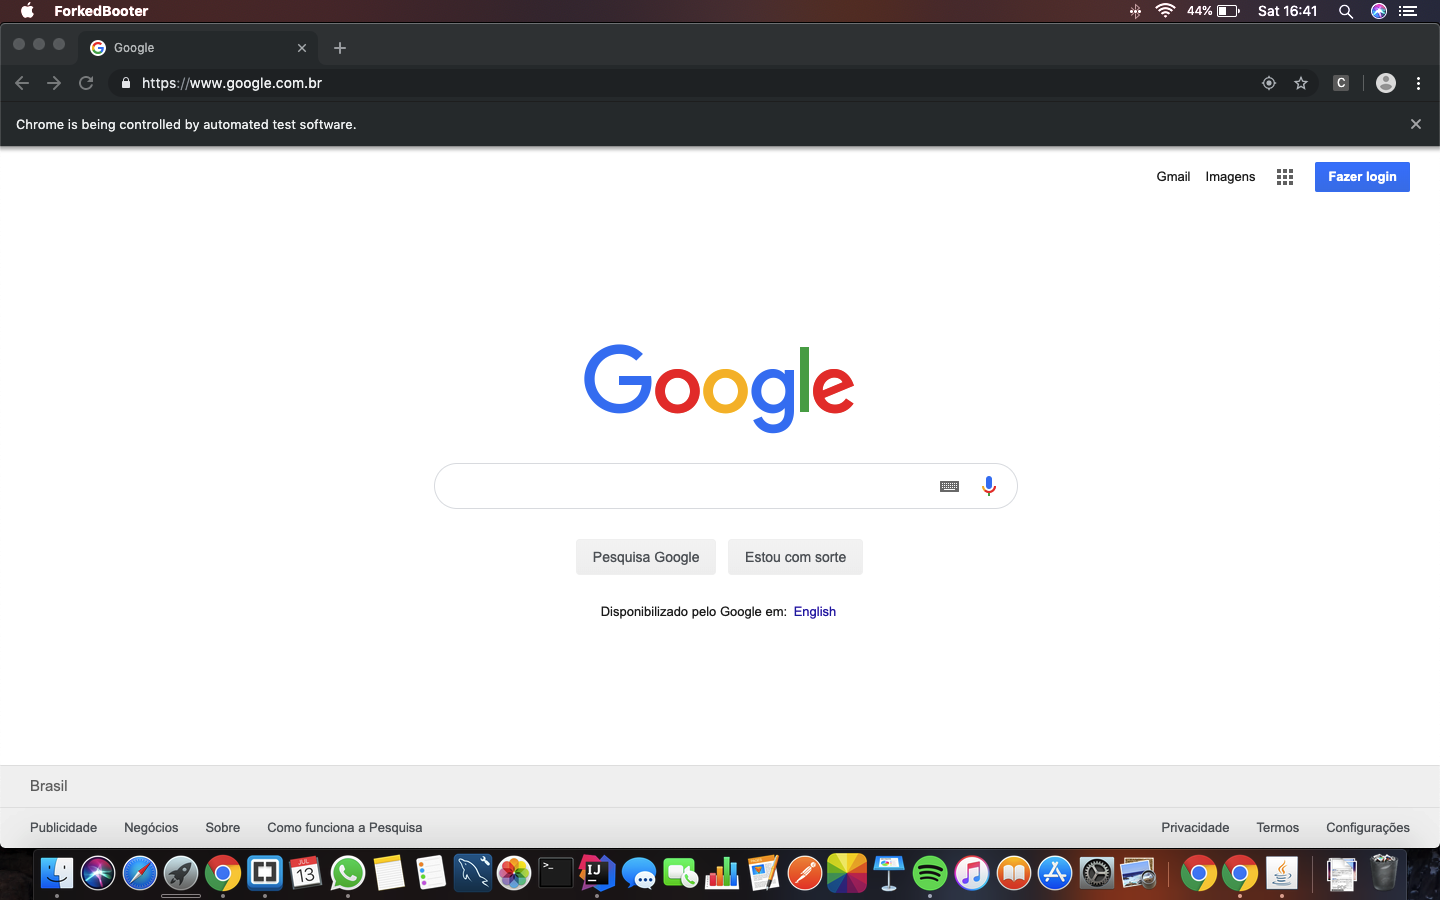 ForkedBooter
44%
Sat 16:41
Google
https://www.google.com.br
C
Chrome is being controlled by automated test software.
Gmail
Imagens
Fazer login
Google
Pesquisa Google
Estou com sorte
Disponibilizado pelo Google em: English
Brasil
Publicidade
Negócios
Sobre
Como funciona a Pesquisa
Privacidade
Termos
Configurações
JUL
13
>_
IJ